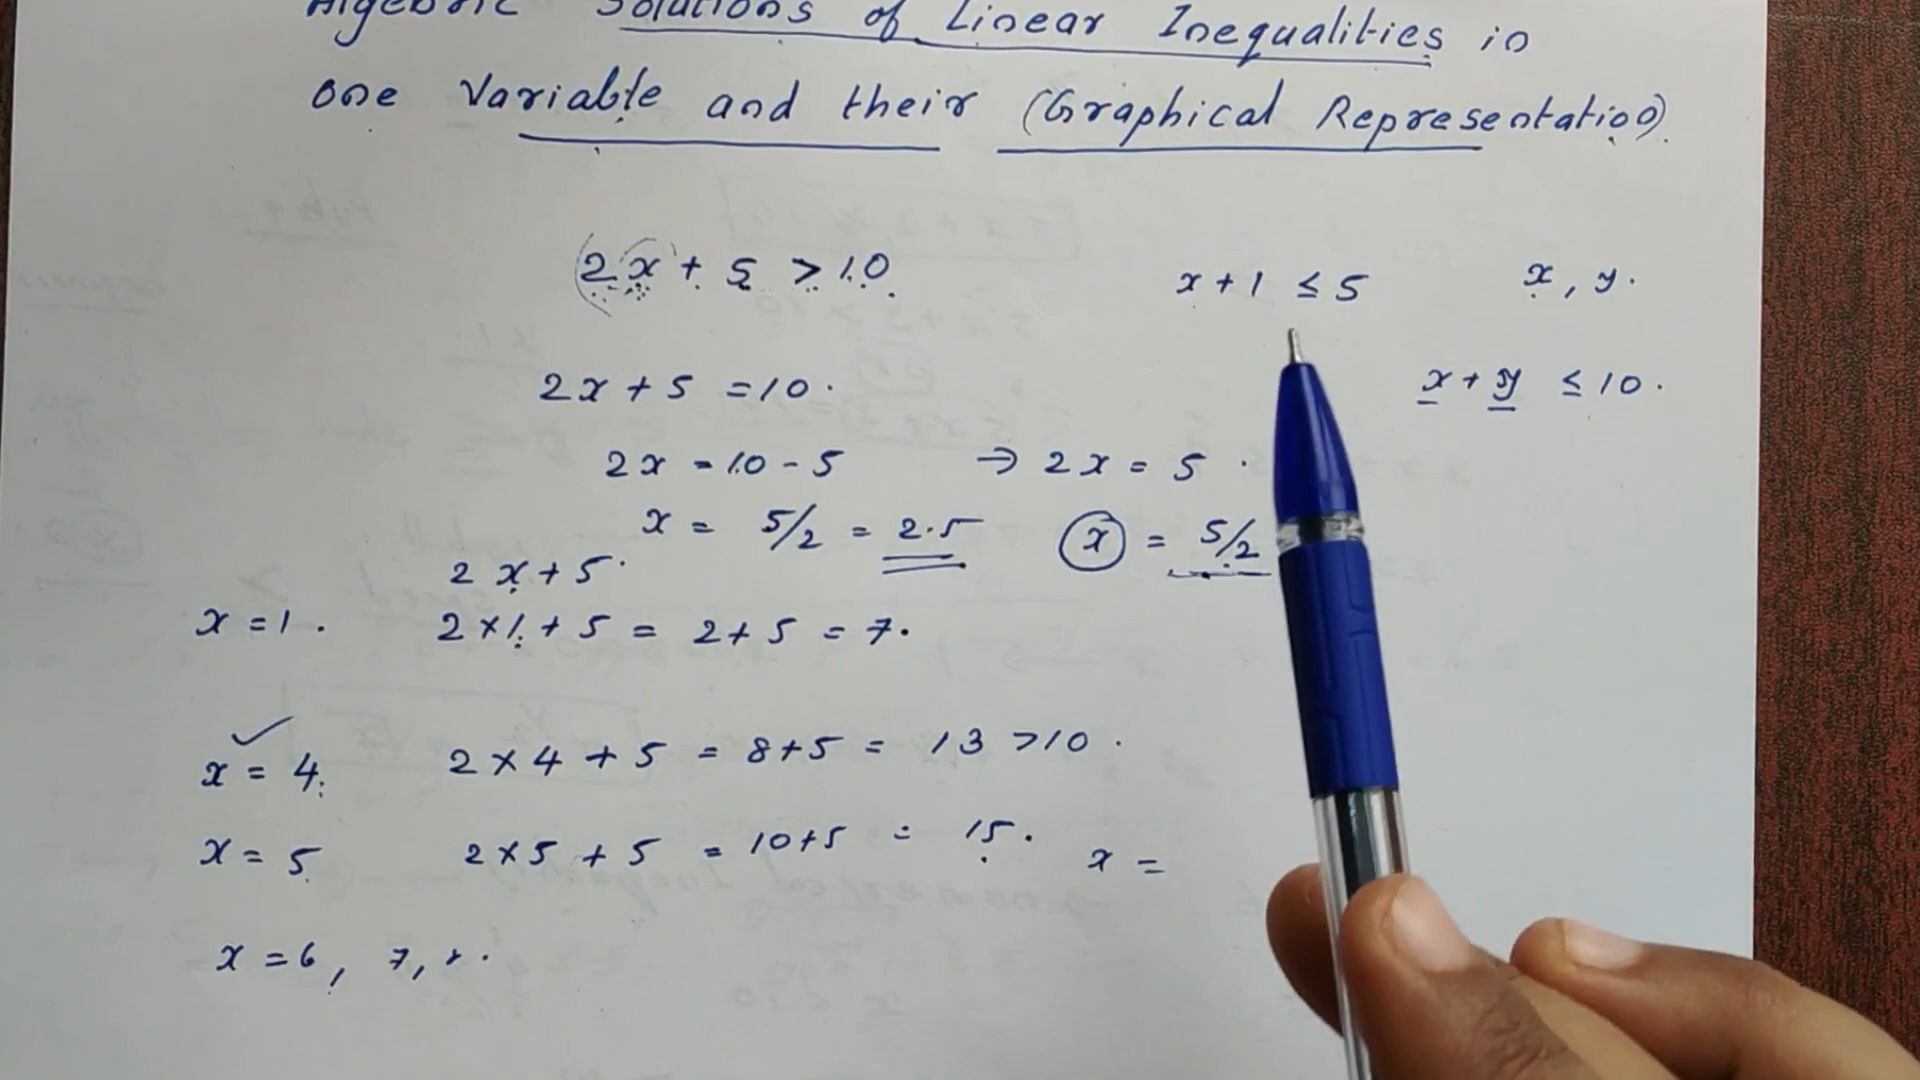 Algebraic Solutions of Linear Inequalities in
one Variable and their (Graphical Representation).
2x + 5 > 10
x + 1 ≤ 5
x, y.
2x + 5 = 10.
x + y ≤ 10.
2x = 10 - 5
→ 2x = 5.
x = 5/2 = 2.5
x = 5/2
2x + 5.
x = 1.
2 × 1 + 5 = 2 + 5 = 7.
x = 4
2 × 4 + 5 = 8 + 5 = 13 > 10.
x = 5
2 × 5 + 5 = 10 + 5 = 15.
x =
x = 6, 7,